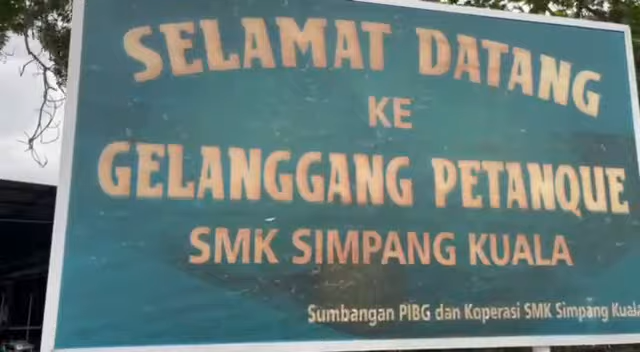 SELAMAT DATANG
KE
GELANGGANG PETANQUE
SMK SIMPANG KUALA
Sumbangan PIBG dan Koperasi SMK Simpang Kuala